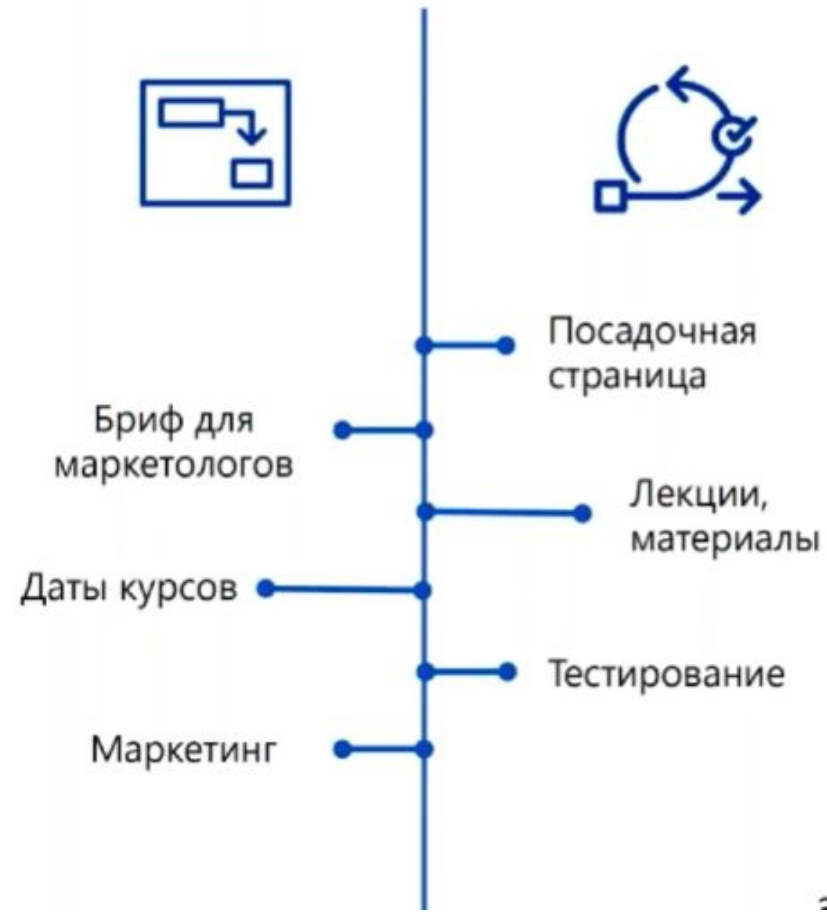 Посадочная
страница
Бриф для
маркетологов
Лекции,
материалы
Даты курсов
Тестирование
Маркетинг